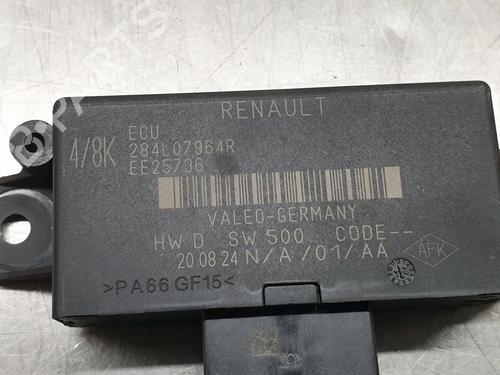 RENAULT
4/8K
ECU
284L07964R
EE25736
VALEO-GERMANY
HW D SW 500 CODE--
20 08 24 N/A/01/AA
AFK
>PA66 GF15<